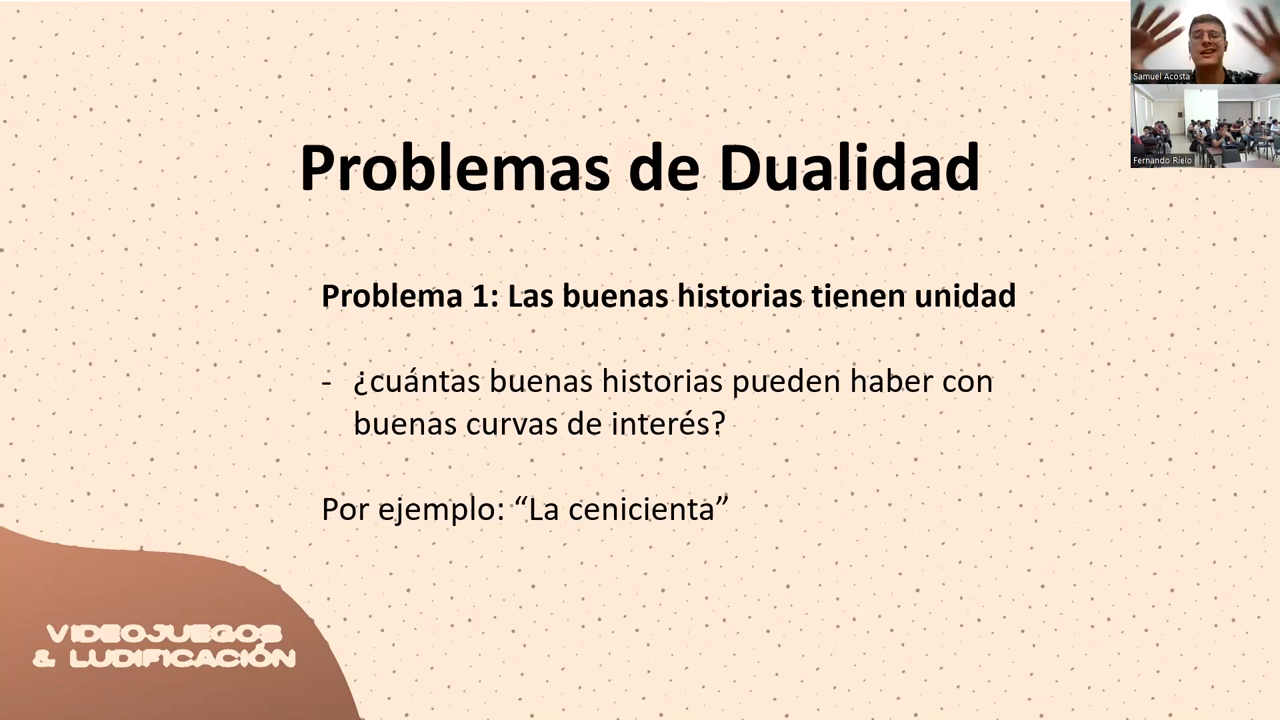 Samuel Acosta
Fernando Rielo
Problemas de Dualidad
Problema 1: Las buenas historias tienen unidad
- ¿cuántas buenas historias pueden haber con
buenas curvas de interés?
Por ejemplo: “La cenicienta”
VIDEOJUEGOS
& LUDIFICACIÓN